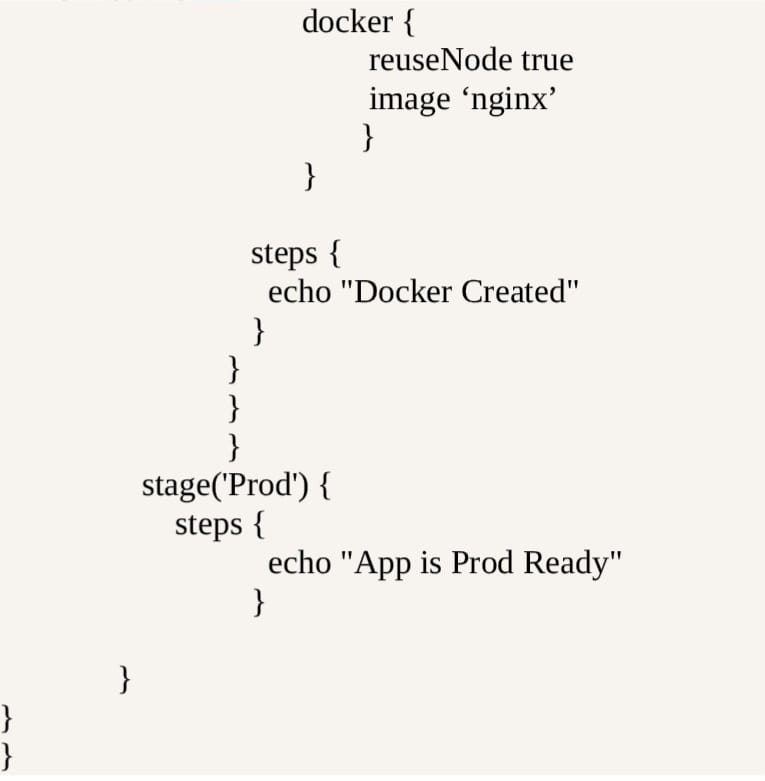 docker {
reuseNode true
image ‘nginx’
}
}
steps {
echo "Docker Created"
}
}
}
}
stage('Prod') {
steps {
echo "App is Prod Ready"
}
}
}
}